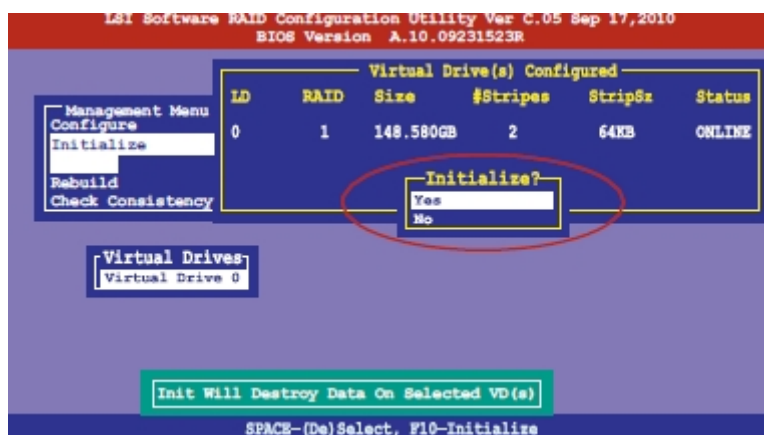 LSI Software RAID Configuration Utility Ver C.05 Sep 17,2010
BIOS Version A.10.09231523R
Virtual Drive(s) Configured
LD RAID Size #Stripes StripSz Status
0 1 148.580GB 2 64KB ONLINE
Management Menu
Configure
Initialize
Rebuild
Check Consistency
Initialize?
Yes
No
Virtual Drives
Virtual Drive 0
Init Will Destroy Data On Selected VD(s)
SPACE-(De)Select, F10-Initialize